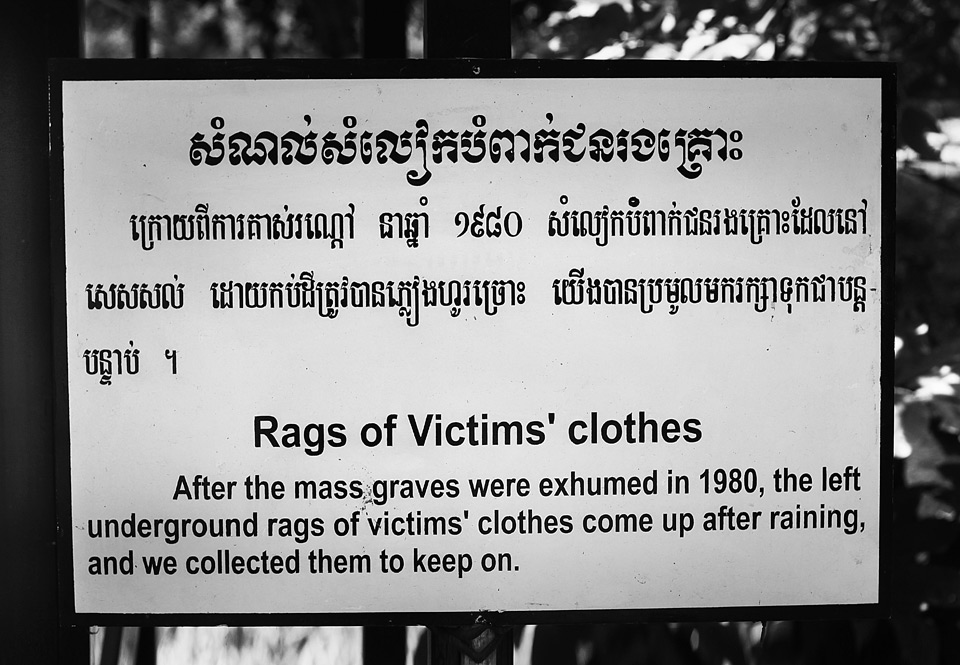 សំណល់សំលៀកបំពាក់ជនរងគ្រោះ
ក្រោយពីការគាស់រណ្តៅ នាឆ្នាំ ១៩៨០ សំលៀកបំពាក់ជនរងគ្រោះដែលនៅ
សេសសល់ ដោយកប់ដីត្រូវបានភ្លៀងហូរច្រោះ យើងបានប្រមូលមករក្សាទុកជាបន្ត-
បន្ទាប់ ។
Rags of Victims' clothes
After the mass graves were exhumed in 1980, the left
underground rags of victims' clothes come up after raining,
and we collected them to keep on.